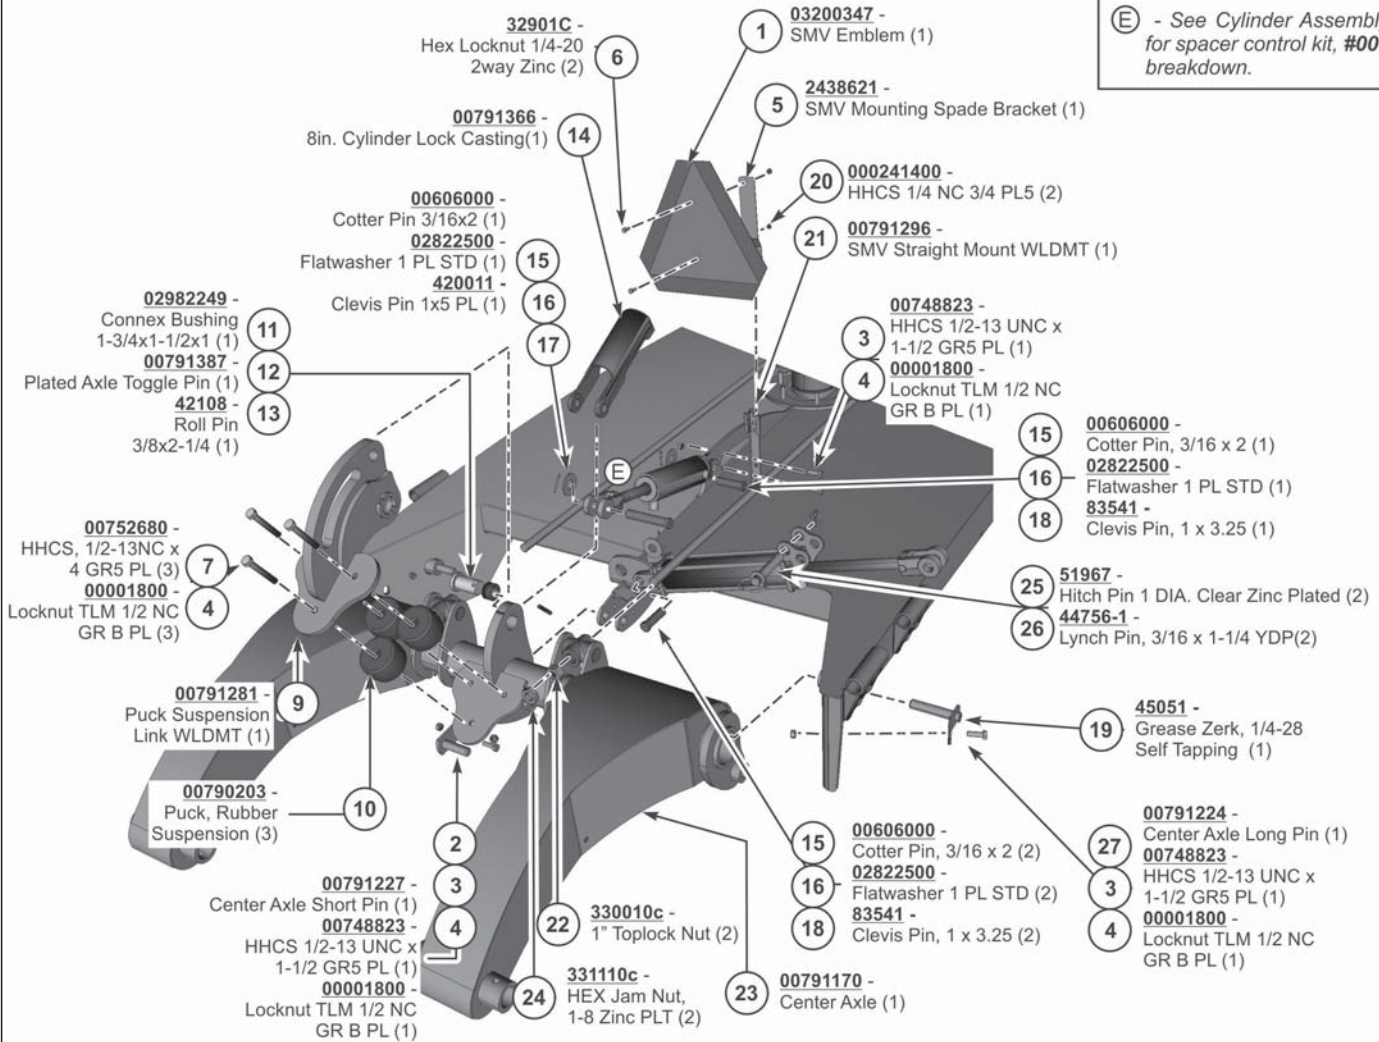 32901C -
Hex Locknut 1/4-20
2way Zinc (2)
6
1
03200347 -
SMV Emblem (1)
E - See Cylinder Assembl
for spacer control kit, #00
breakdown.
5
2438621 -
SMV Mounting Spade Bracket (1)
00791366 -
8in. Cylinder Lock Casting(1)
14
20
000241400 -
HHCS 1/4 NC 3/4 PL5 (2)
21
00791296 -
SMV Straight Mount WLDMT (1)
00606000 -
Cotter Pin 3/16x2 (1)
02822500 -
Flatwasher 1 PL STD (1)
420011 -
Clevis Pin 1x5 PL (1)
15
16
17
02982249 -
Connex Bushing
1-3/4x1-1/2x1 (1)
00791387 -
Plated Axle Toggle Pin (1)
42108 -
Roll Pin
3/8x2-1/4 (1)
11
12
13
3
4
00748823 -
HHCS 1/2-13 UNC x
1-1/2 GR5 PL (1)
00001800 -
Locknut TLM 1/2 NC
GR B PL (1)
E
15
16
18
00606000 -
Cotter Pin, 3/16 x 2 (1)
02822500 -
Flatwasher 1 PL STD (1)
83541 -
Clevis Pin, 1 x 3.25 (1)
00752680 -
HHCS, 1/2-13NC x
4 GR5 PL (3)
00001800 -
Locknut TLM 1/2 NC
GR B PL (3)
7
4
25
26
51967 -
Hitch Pin 1 DIA. Clear Zinc Plated (2)
44756-1 -
Lynch Pin, 3/16 x 1-1/4 YDP(2)
00791281 -
Puck Suspension
Link WLDMT (1)
9
19
45051 -
Grease Zerk, 1/4-28
Self Tapping (1)
00790203 -
Puck, Rubber
Suspension (3)
10
2
3
4
00791227 -
Center Axle Short Pin (1)
00748823 -
HHCS 1/2-13 UNC x
1-1/2 GR5 PL (1)
00001800 -
Locknut TLM 1/2 NC
GR B PL (1)
22
330010c -
1" Toplock Nut (2)
24
331110c -
HEX Jam Nut,
1-8 Zinc PLT (2)
23
00791170 -
Center Axle (1)
15
16
18
00606000 -
Cotter Pin, 3/16 x 2 (2)
02822500 -
Flatwasher 1 PL STD (2)
83541 -
Clevis Pin, 1 x 3.25 (2)
27
3
4
00791224 -
Center Axle Long Pin (1)
00748823 -
HHCS 1/2-13 UNC x
1-1/2 GR5 PL (1)
00001800 -
Locknut TLM 1/2 NC
GR B PL (1)